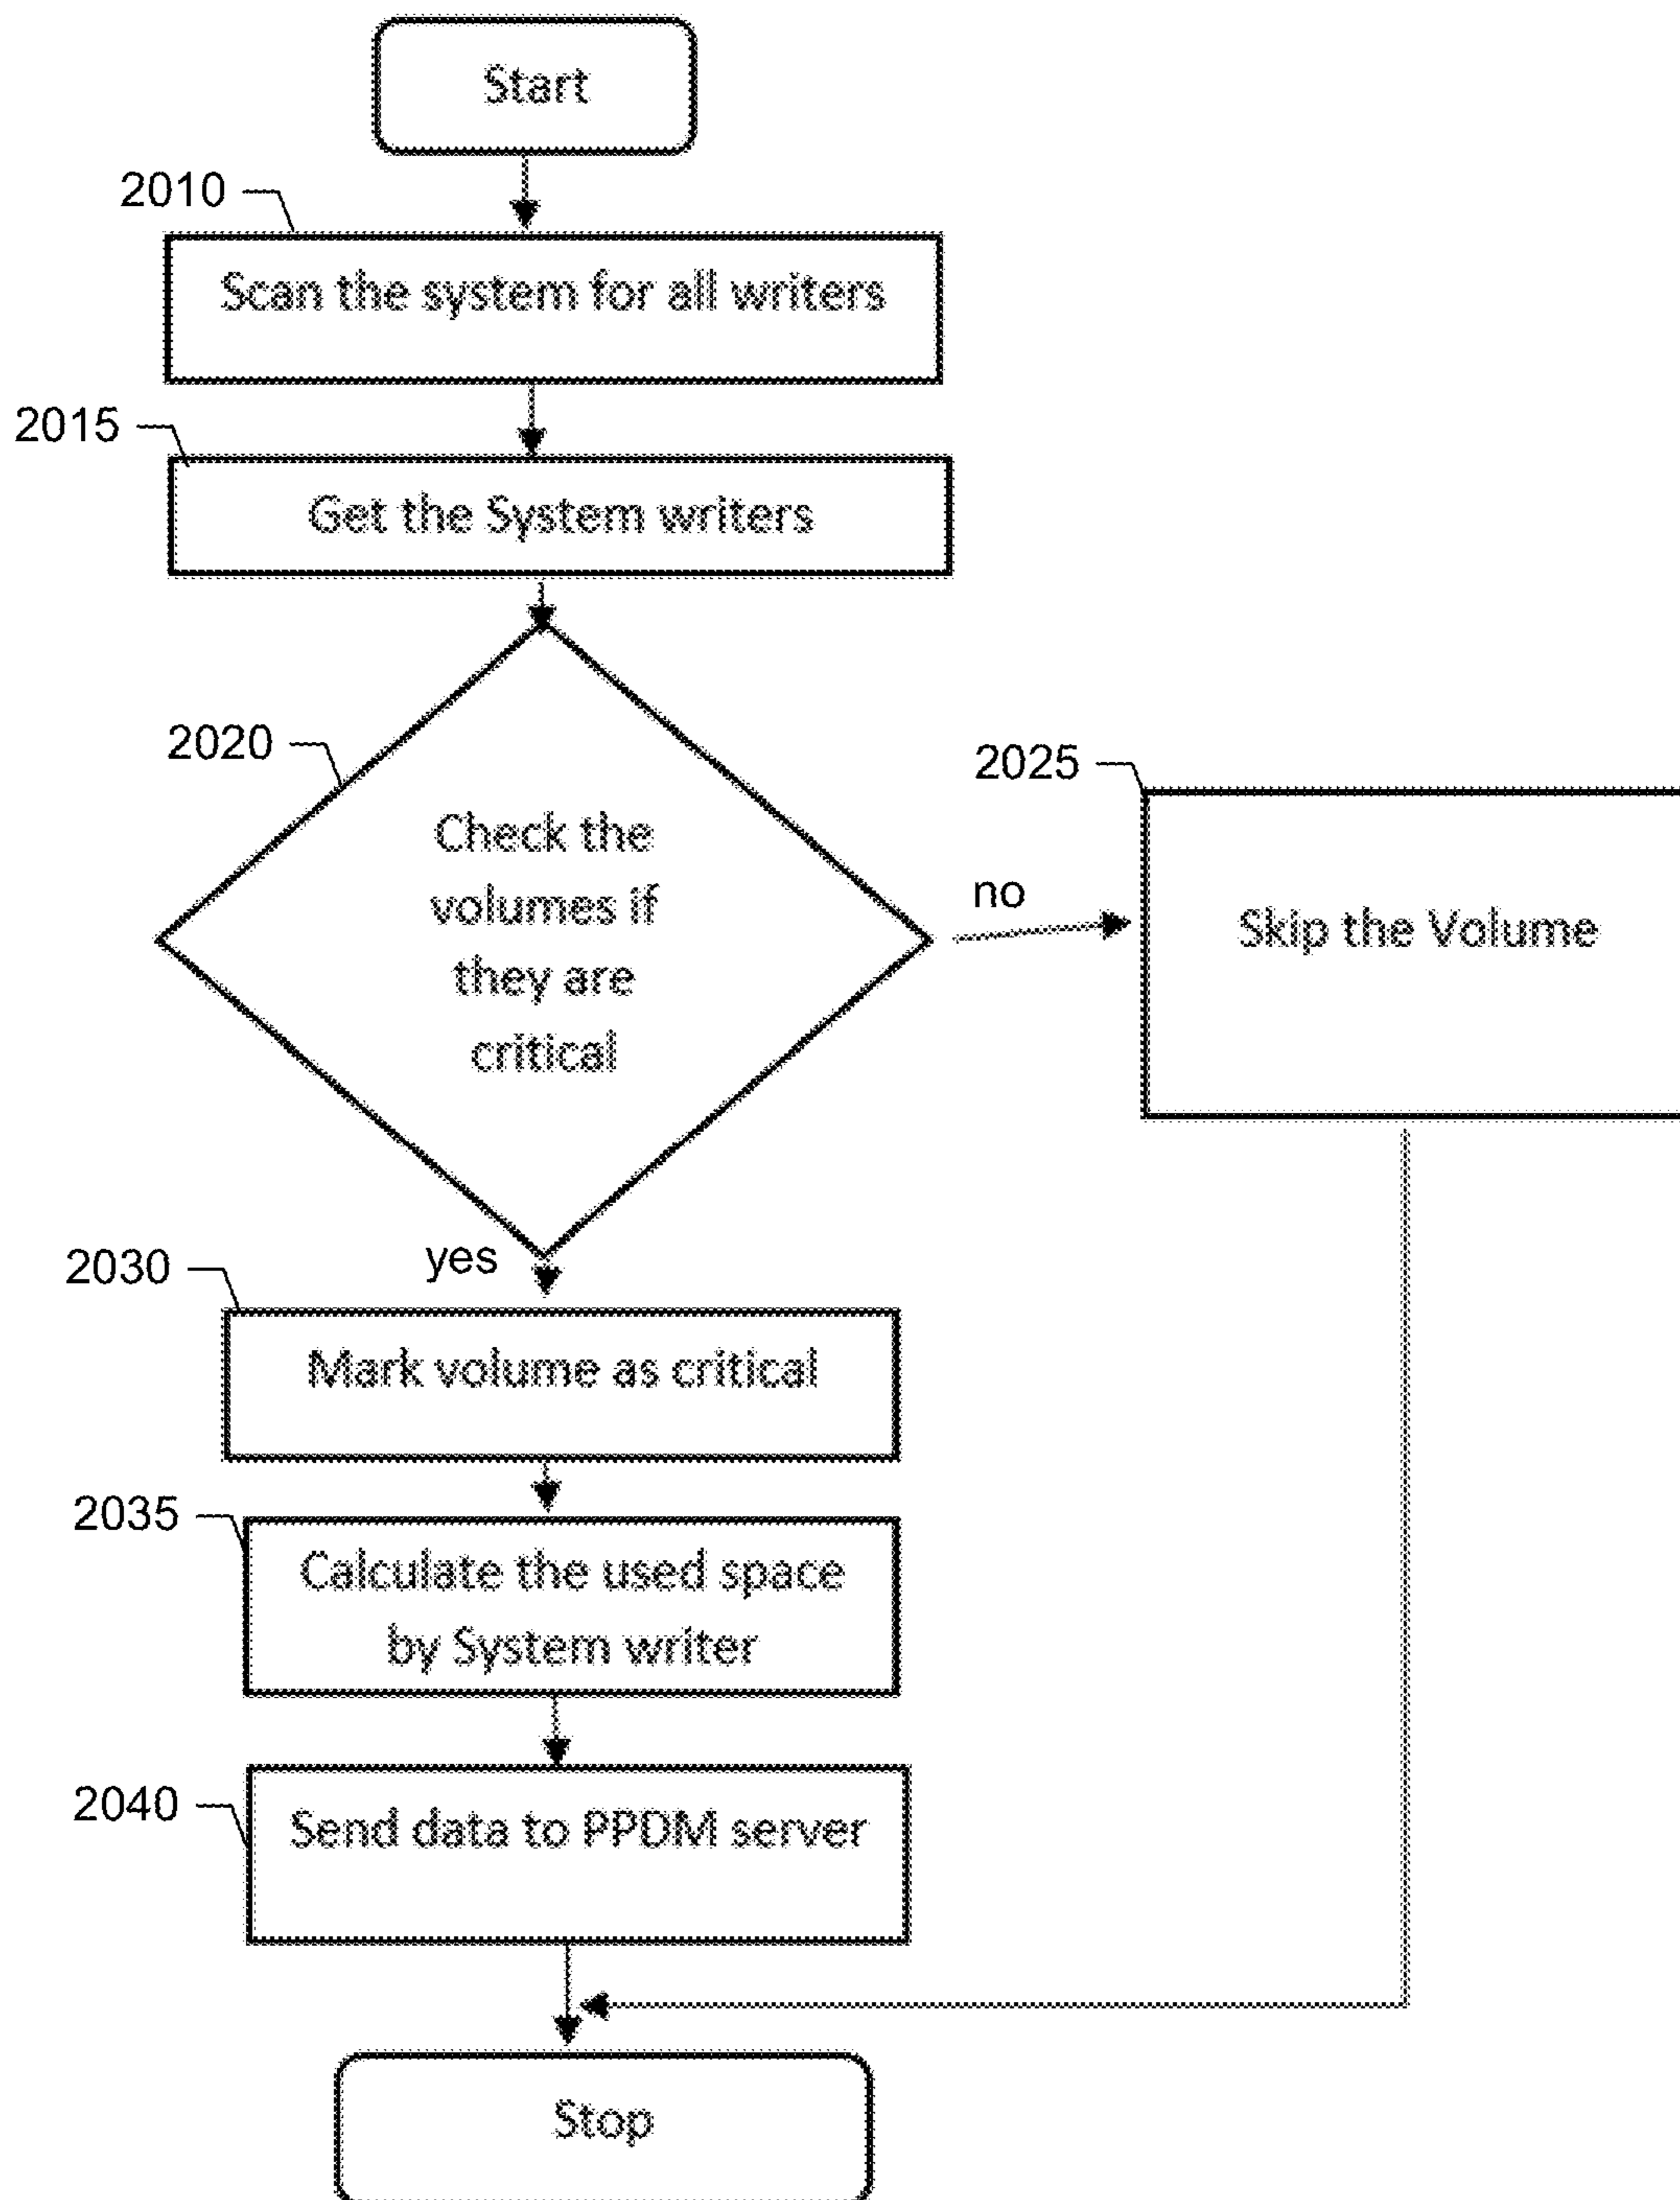 Start
2010
Scan the system for all writers
2015
Get the System writers
2020
Check the
volumes if
they are
critical
no
2025
Skip the Volume
yes
2030
Mark volume as critical
2035
Calculate the used space
by System writer
2040
Send data to PPDM server
Stop